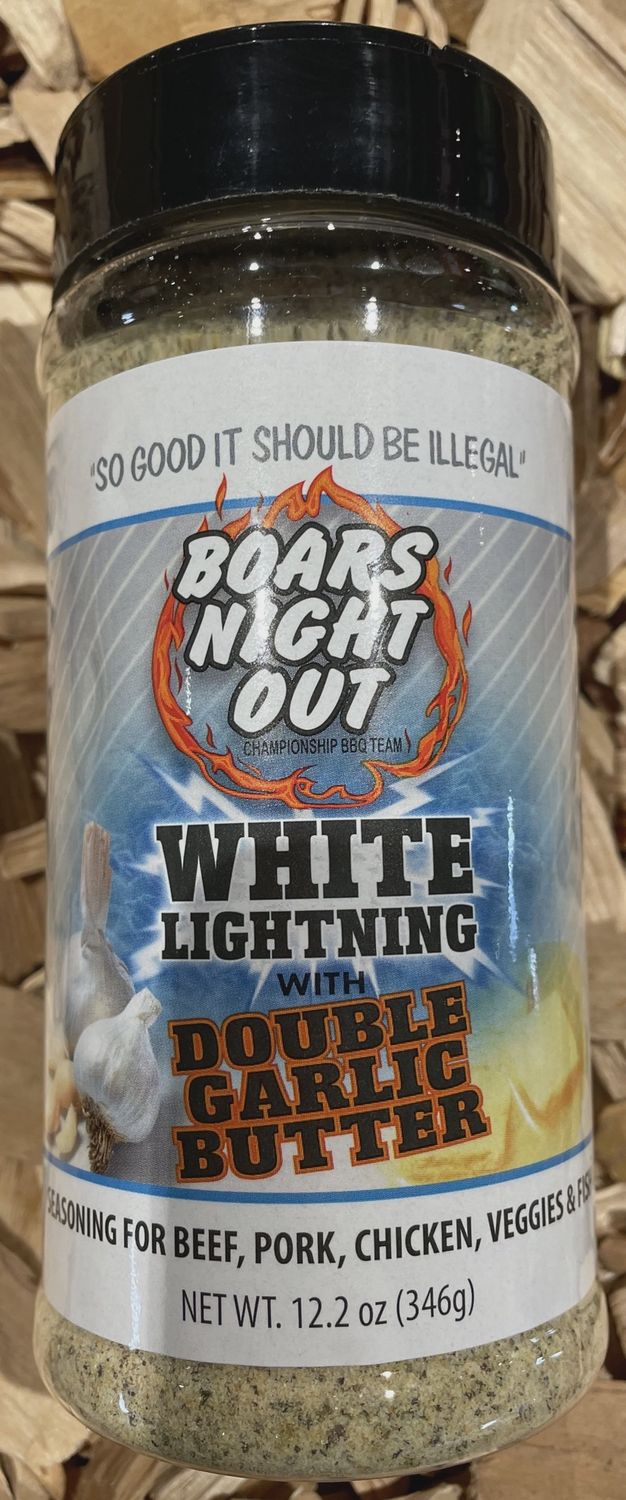 "SO GOOD IT SHOULD BE ILLEGAL"
BOARS
NIGHT
OUT
CHAMPIONSHIP BBQ TEAM
WHITE
LIGHTNING
WITH
DOUBLE
GARLIC
BUTTER
SEASONING FOR BEEF, PORK, CHICKEN, VEGGIES & FISH
NET WT. 12.2 oz (346g)